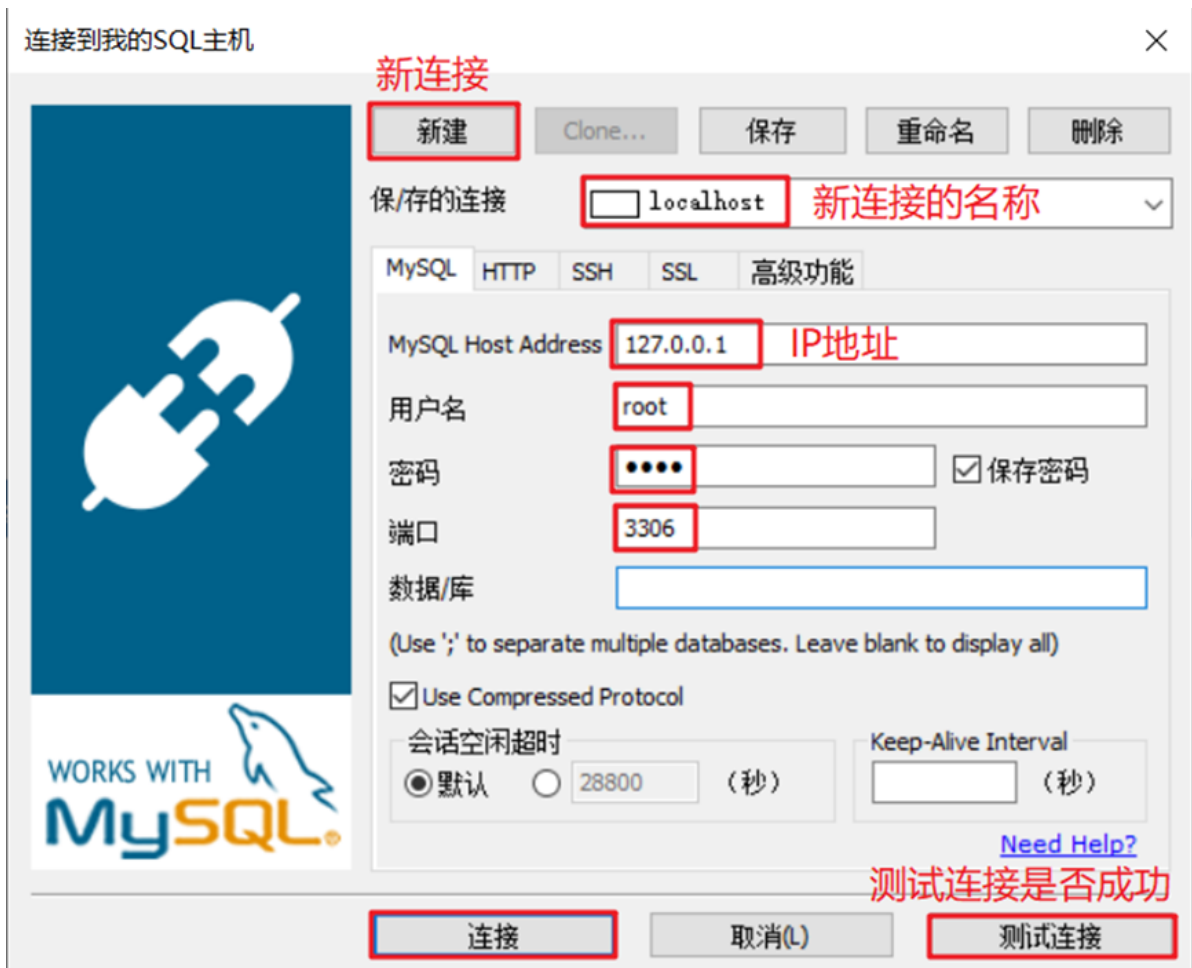 连接到我的SQL主机
新连接
新建 Clone... 保存 重命名 删除
保/存的连接 localhost 新连接的名称
MySQL HTTP SSH SSL 高级功能
MySQL Host Address 127.0.0.1 IP地址
用户名 root
密码 •••• 保存密码
端口 3306
数据/库
(Use ';' to separate multiple databases. Leave blank to display all)
Use Compressed Protocol
会话空闲超时 Keep-Alive Interval
默认 28800 (秒) (秒)
WORKS WITH
MySQL®
Need Help?
测试连接是否成功
连接 取消(L) 测试连接